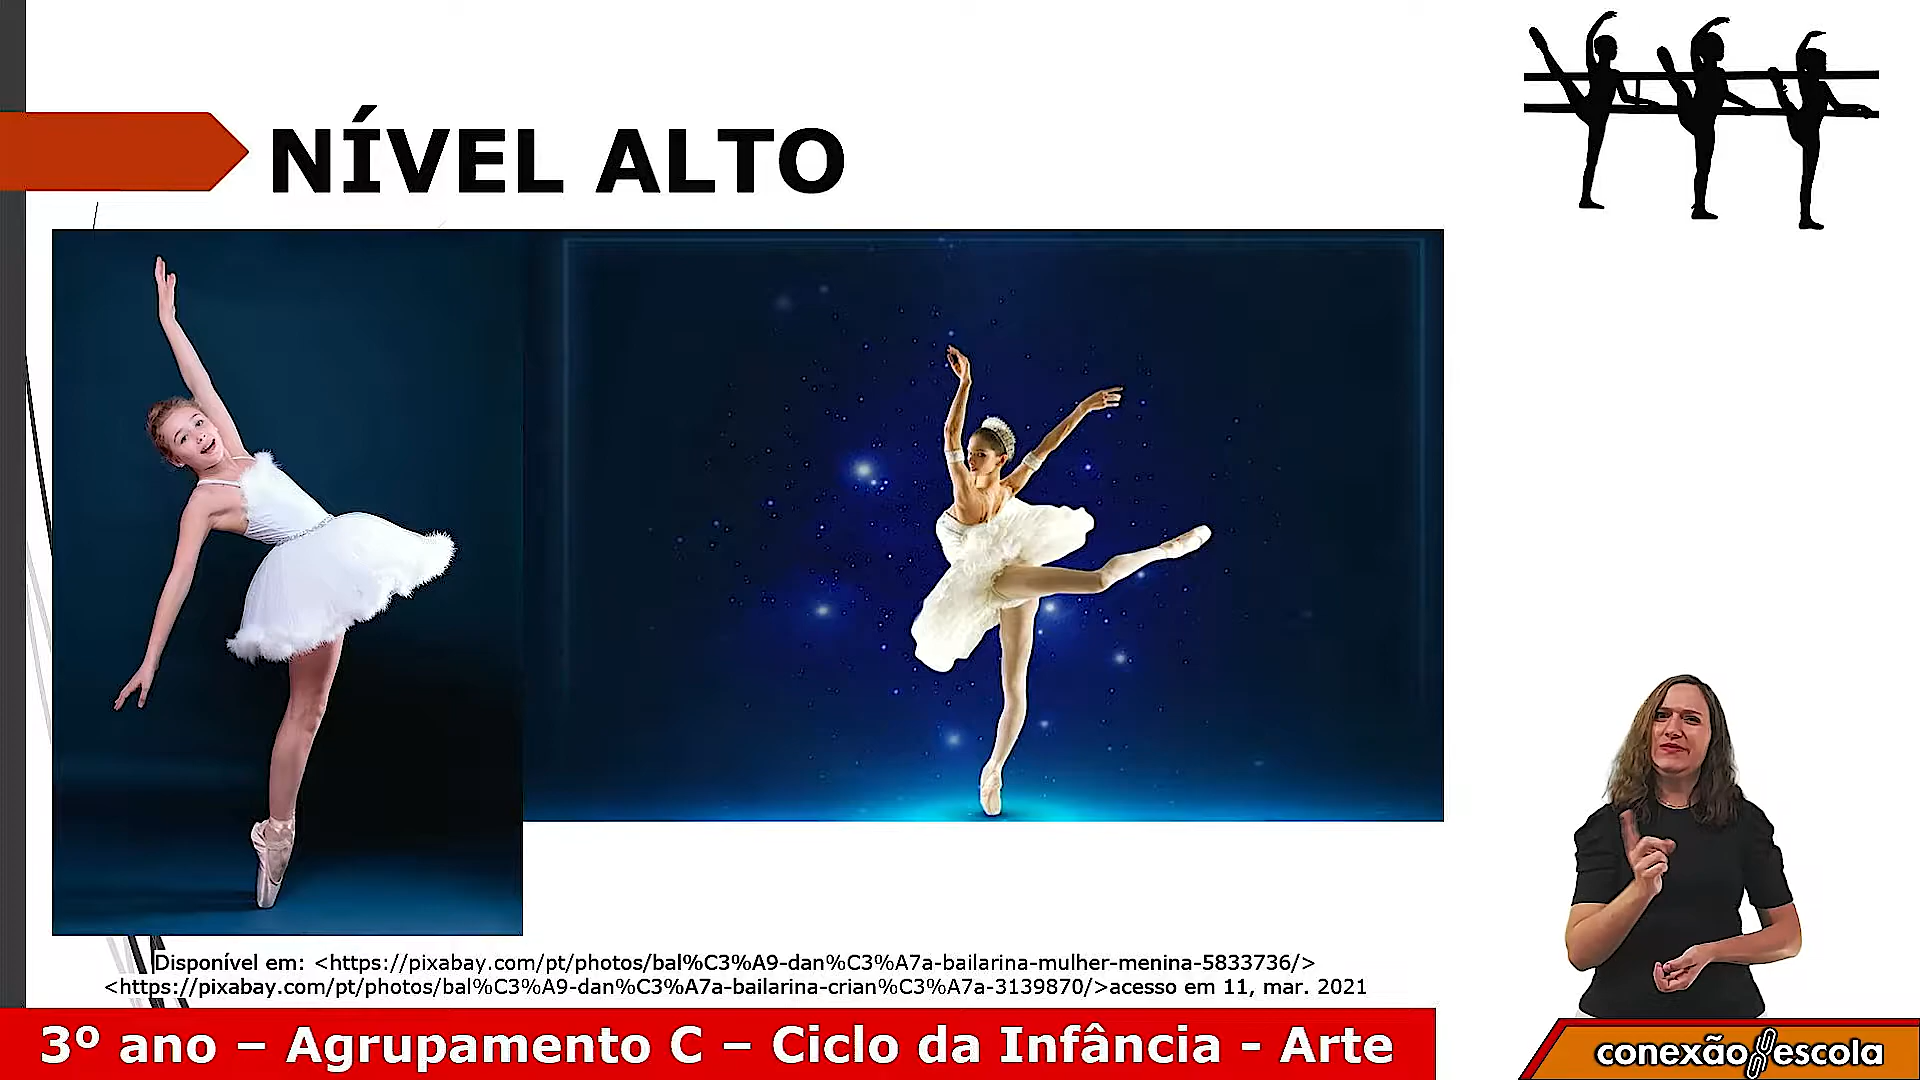 NÍVEL ALTO
Disponível em: <https://pixabay.com/pt/photos/bal%C3%A9-dan%C3%A7a-bailarina-mulher-menina-5833736/>
<https://pixabay.com/pt/photos/bal%C3%A9-dan%C3%A7a-bailarina-crian%C3%A7a-3139870/>acesso em 11, mar. 2021
3º ano – Agrupamento C – Ciclo da Infância - Arte
conexão escola